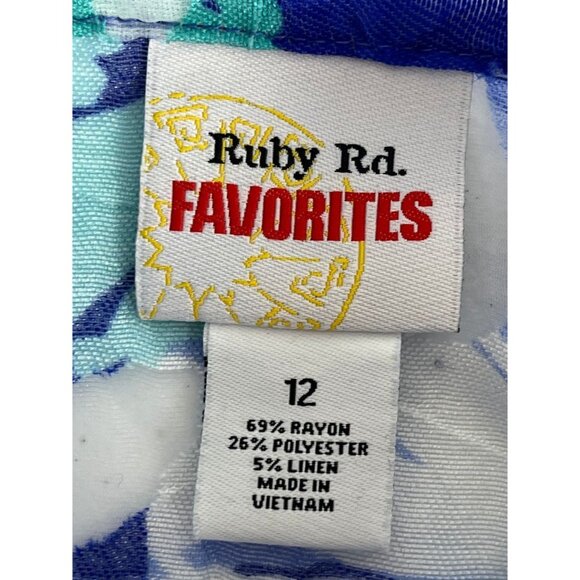 Ruby Rd.
FAVORITES
12
69% RAYON
26% POLYESTER
5% LINEN
MADE IN
VIETNAM